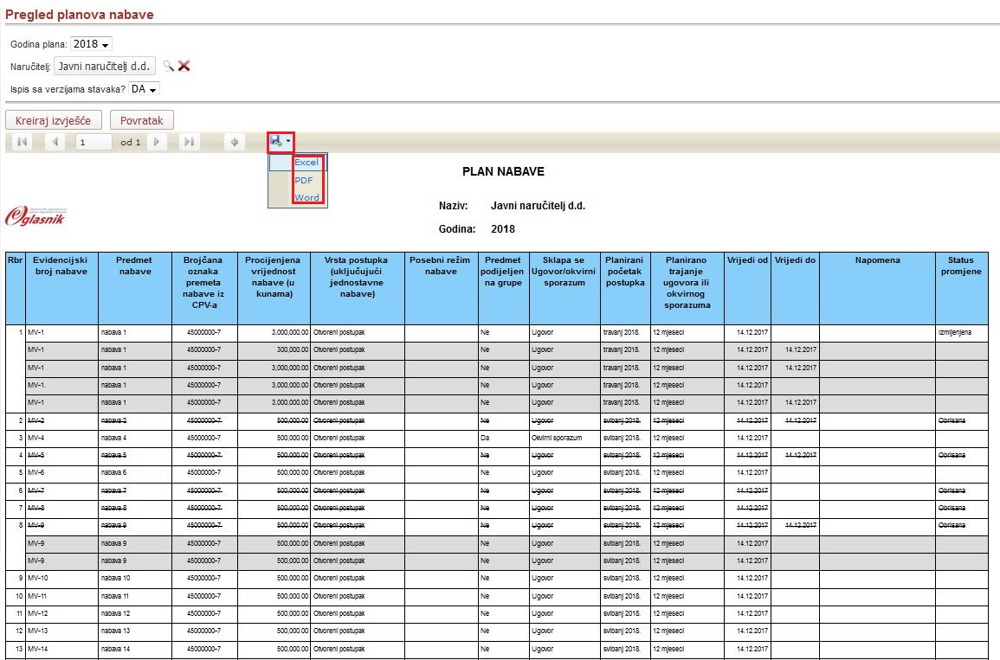 Pregled planova nabave
Godina plana: 2018
Naručitelj: Javni naručitelj d.d.
Ispis sa verzijama stavaka? DA
Kreiraj izvješće Povratak
1 od 1
Excel
PDF
Word
PLAN NABAVE
Naziv: Javni naručitelj d.d.
eglasnik
Godina: 2018
Rbr Evidencijski broj nabave Predmet nabave Brojčana oznaka premeta nabave iz CPV-a Procijenjena vrijednost nabave (u kunama) Vrsta postupka (uključujući jednostavne nabave) Posebni režim nabave Predmet podijeljen na grupe Sklapa se Ugovor/okvirni sporazum Planirani početak postupka Planirano trajanje ugovora ili okvirnog sporazuma Vrijedi od Vrijedi do Napomena Status promjene
1 MV-1 nabava 1 45000000-7 3,000,000.00 Otvoreni postupak Ne Ugovor travanj 2018. 12 mjeseci 14.12.2017 Izmijenjena
MV-1 nabava 1 45000000-7 300,000.00 Otvoreni postupak Ne Ugovor travanj 2018. 12 mjeseci 14.12.2017 14.12.2017
MV-1 nabava 1 45000000-7 3,000,000.00 Otvoreni postupak Ne Ugovor travanj 2018. 12 mjeseci 14.12.2017 14.12.2017
MV-1. nabava 1 45000000-7 3,000,000.00 Otvoreni postupak Ne Ugovor travanj 2018. 12 mjeseci 14.12.2017
MV-1 nabava 1 45000000-7 3,000,000.00 Otvoreni postupak Ne Ugovor travanj 2018. 12 mjeseci 14.12.2017 14.12.2017
2 MV-2 nabava 2 45000000-7 500,000.00 Otvoreni postupak Ne Ugovor svibanj 2018. 12 mjeseci 14.12.2017 14.12.2017 Obrisana
3 MV-4 nabava 4 45000000-7 500,000.00 Otvoreni postupak Da Okvirni sporazum svibanj 2018. 12 mjeseci 14.12.2017
4 MV-5 nabava 5 45000000-7 500,000.00 Otvoreni postupak Ne Ugovor svibanj 2018. 12 mjeseci 14.12.2017 14.12.2017 Obrisana
5 MV-6 nabava 6 45000000-7 500,000.00 Otvoreni postupak Ne Ugovor svibanj 2018. 12 mjeseci 14.12.2017
6 MV-7 nabava 7 45000000-7 500,000.00 Otvoreni postupak Ne Ugovor svibanj 2018. 12 mjeseci 14.12.2017 Obrisana
7 MV-8 nabava 8 45000000-7 500,000.00 Otvoreni postupak Ne Ugovor svibanj 2018. 12 mjeseci 14.12.2017 Obrisana
8 MV-9 nabava 9 45000000-7 500,000.00 Otvoreni postupak Ne Ugovor svibanj 2018. 12 mjeseci 14.12.2017 14.12.2017 Obrisana
MV-9 nabava 9 45000000-7 500,000.00 Otvoreni postupak Ne Ugovor svibanj 2018. 12 mjeseci 14.12.2017
MV-9 nabava 9 45000000-7 500,000.00 Otvoreni postupak Ne Ugovor svibanj 2018. 12 mjeseci 14.12.2017
9 MV-10 nabava 10 45000000-7 500,000.00 Otvoreni postupak Ne Ugovor svibanj 2018. 12 mjeseci 14.12.2017
10 MV-11 nabava 11 45000000-7 500,000.00 Otvoreni postupak Ne Ugovor svibanj 2018. 12 mjeseci 14.12.2017
11 MV-12 nabava 12 45000000-7 500,000.00 Otvoreni postupak Ne Ugovor svibanj 2018. 12 mjeseci 14.12.2017
12 MV-13 nabava 13 45000000-7 500,000.00 Otvoreni postupak Ne Ugovor svibanj 2018. 12 mjeseci 14.12.2017
13 MV-14 nabava 14 45000000-7 500,000.00 Otvoreni postupak Ne Ugovor svibanj 2018. 12 mjeseci 14.12.2017